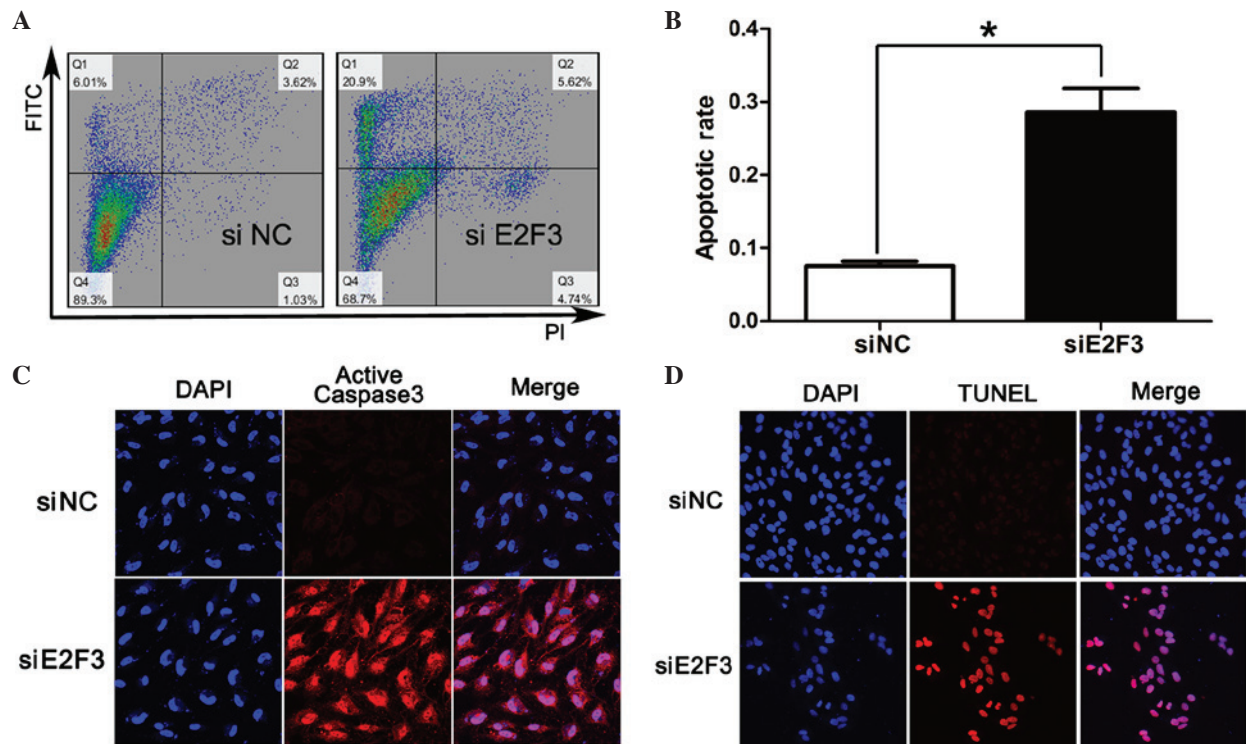 A
FITC
Q1
6.01%
Q2
3.62%
si NC
Q4
89.3%
Q3
1.03%
Q1
20.9%
Q2
5.62%
si E2F3
Q4
68.7%
Q3
4.74%
PI
B
Apoptotic rate
0.4
0.3
0.2
0.1
0.0
*
siNC
siE2F3
C
DAPI
Active
Caspase3
Merge
siNC
siE2F3
D
DAPI
TUNEL
Merge
siNC
siE2F3